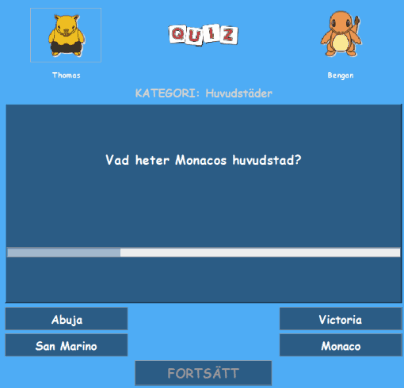 QUIZ
Thomas
Bengan
KATEGORI: Huvudstäder
Vad heter Monacos huvudstad?
Abuja
Victoria
San Marino
Monaco
FORTSÄTT